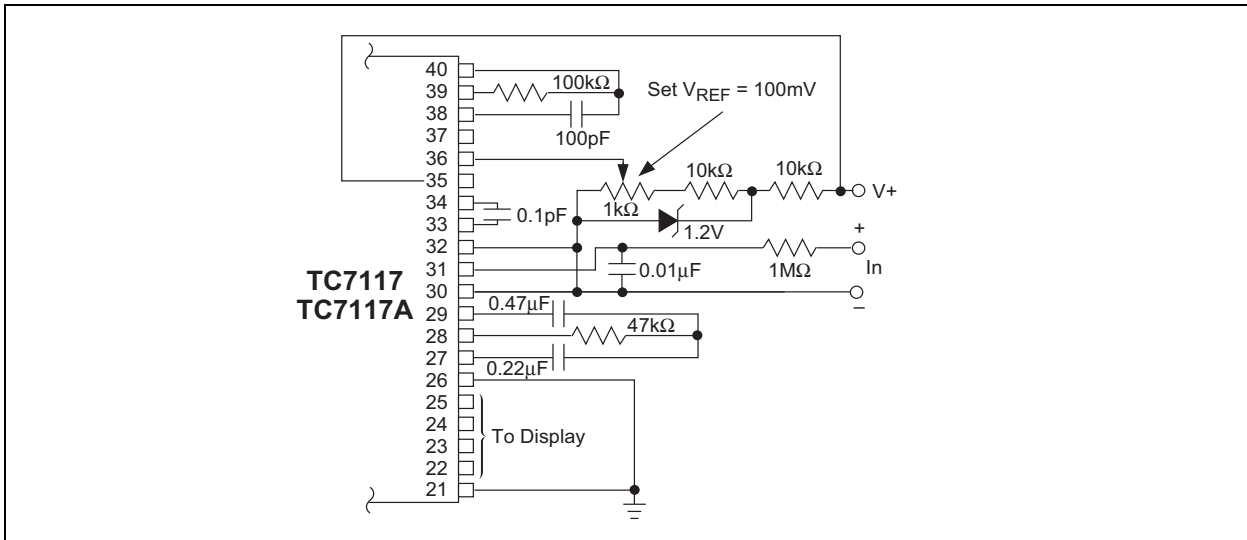 40
39
38
37
36
35
34
33
32
31
30
29
28
27
26
25
24
23
22
21
TC7117
TC7117A
100kΩ
100pF
Set VREF = 100mV
10kΩ
10kΩ
V+
1kΩ
1.2V
0.1pF
+
In
–
0.01μF
1MΩ
0.47μF
47kΩ
0.22μF
To Display